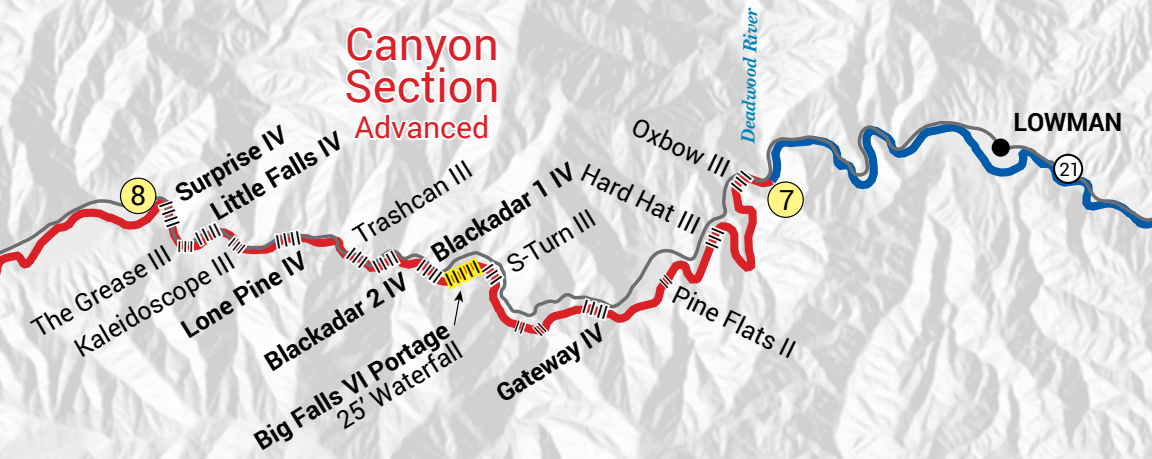 Canyon
Section
Advanced
Deadwood River
LOWMAN
21
7
8
Oxbow III
Hard Hat III
Pine Flats II
Gateway IV
S-Turn III
Big Falls VI Portage
25' Waterfall
Blackadar 1 IV
Blackadar 2 IV
Trashcan III
Lone Pine IV
Kaleidoscope III
Little Falls IV
The Grease III
Surprise IV